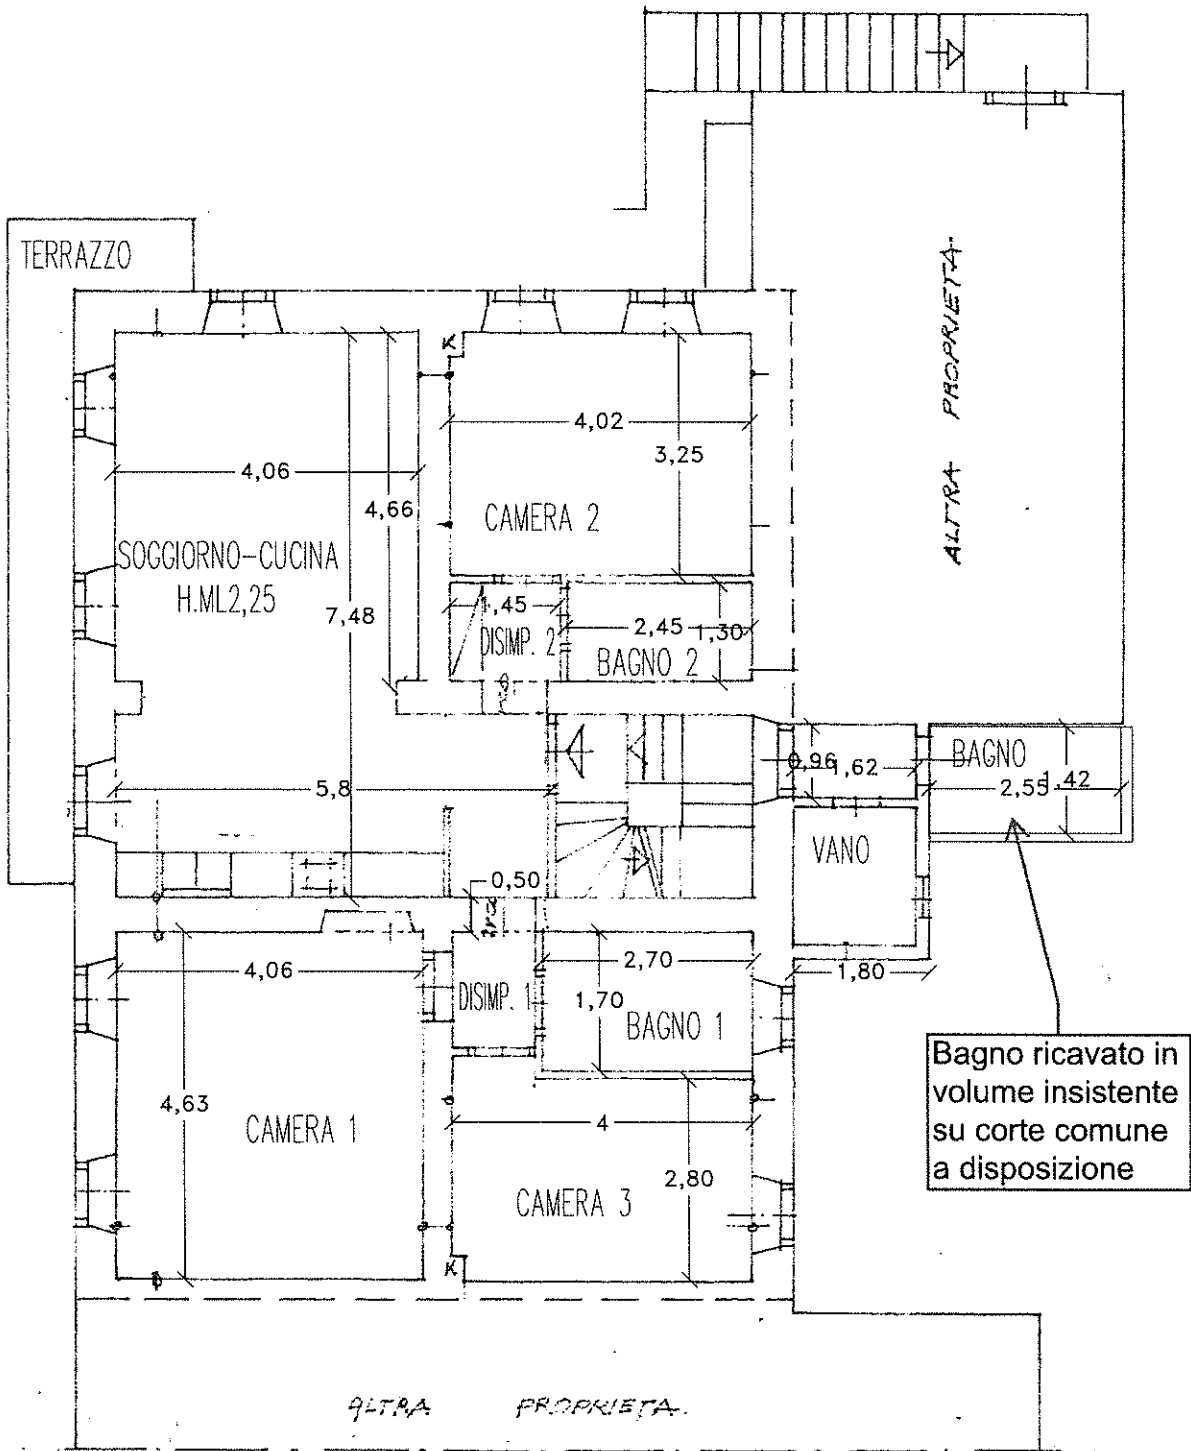 TERRAZZO
ALTRA PROPRIETA
K
4,02
3,25
4,06
4,66
CAMERA 2
SOGGIORNO-CUCINA
H.ML2,25
7,48
1,45
DISIMP. 2
2,45
1,30
BAGNO 2
0,96
1,62
BAGNO
2,55
1,42
5,8
VANO
0,50
4,06
2,70
1,80
DISIMP. 1
1,70
BAGNO 1
Bagno ricavato in
volume insistente
su corte comune
a disposizione
4,63
CAMERA 1
4
2,80
CAMERA 3
K
ALTRA PROPRIETA